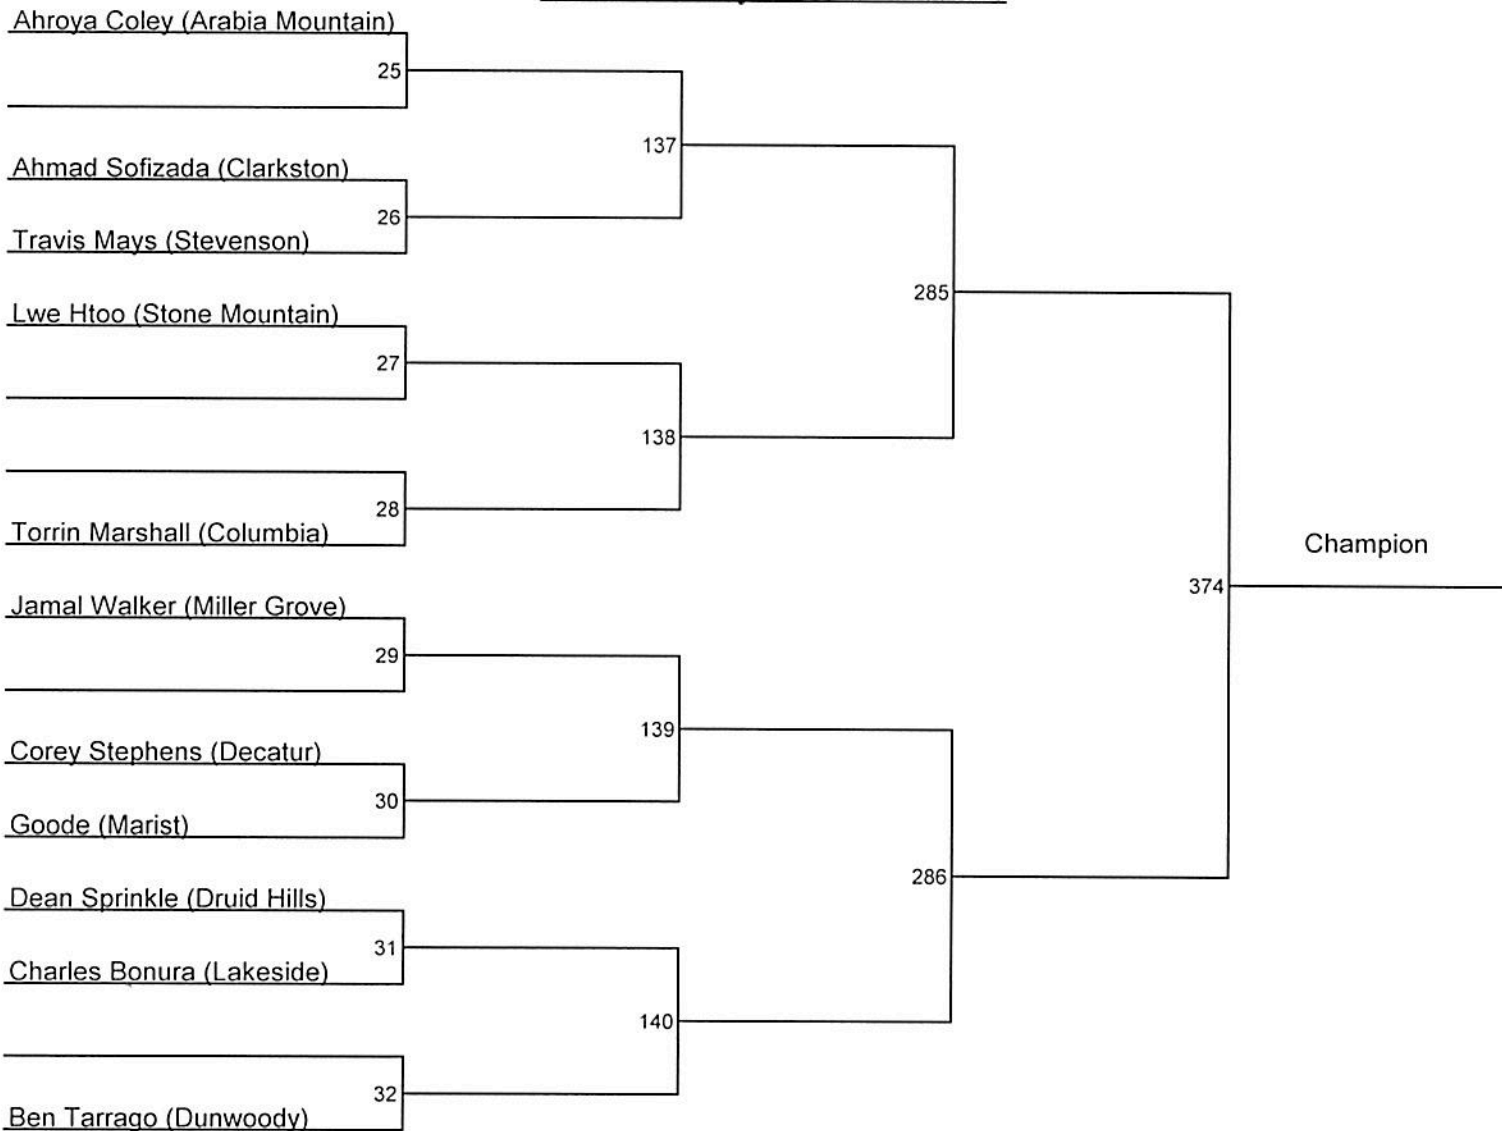 Ahroya Coley (Arabia Mountain)
25
137
Ahmad Sofizada (Clarkston)
26
Travis Mays (Stevenson)
285
Lwe Htoo (Stone Mountain)
27
138
28
Torrin Marshall (Columbia)
Champion
374
Jamal Walker (Miller Grove)
29
139
Corey Stephens (Decatur)
30
Goode (Marist)
286
Dean Sprinkle (Druid Hills)
31
Charles Bonura (Lakeside)
140
32
Ben Tarrago (Dunwoody)